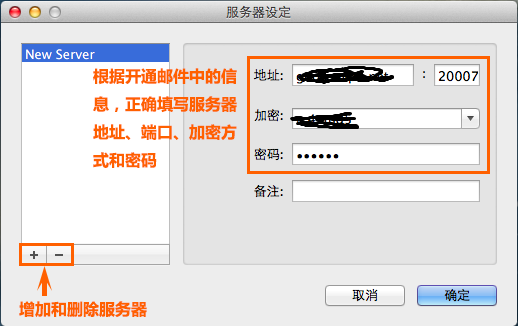 服务器设定
New Server
根据开通邮件中的信
息，正确填写服务器
地址、端口、加密方
式和密码
地址:
: 20007
加密:
密码: ••••••
备注:
+ −
增加和删除服务器
取消
确定